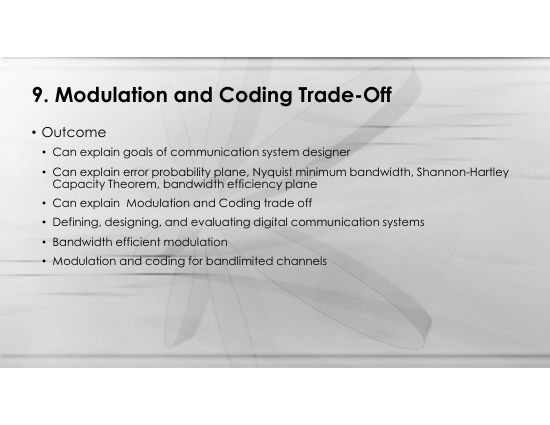 9. Modulation and Coding Trade-Off
• Outcome
• Can explain goals of communication system designer
• Can explain error probability plane, Nyquist minimum bandwidth, Shannon-Hartley
Capacity Theorem, bandwidth efficiency plane
• Can explain  Modulation and Coding trade off
• Defining, designing, and evaluating digital communication systems
• Bandwidth efficient modulation
• Modulation and coding for bandlimited channels